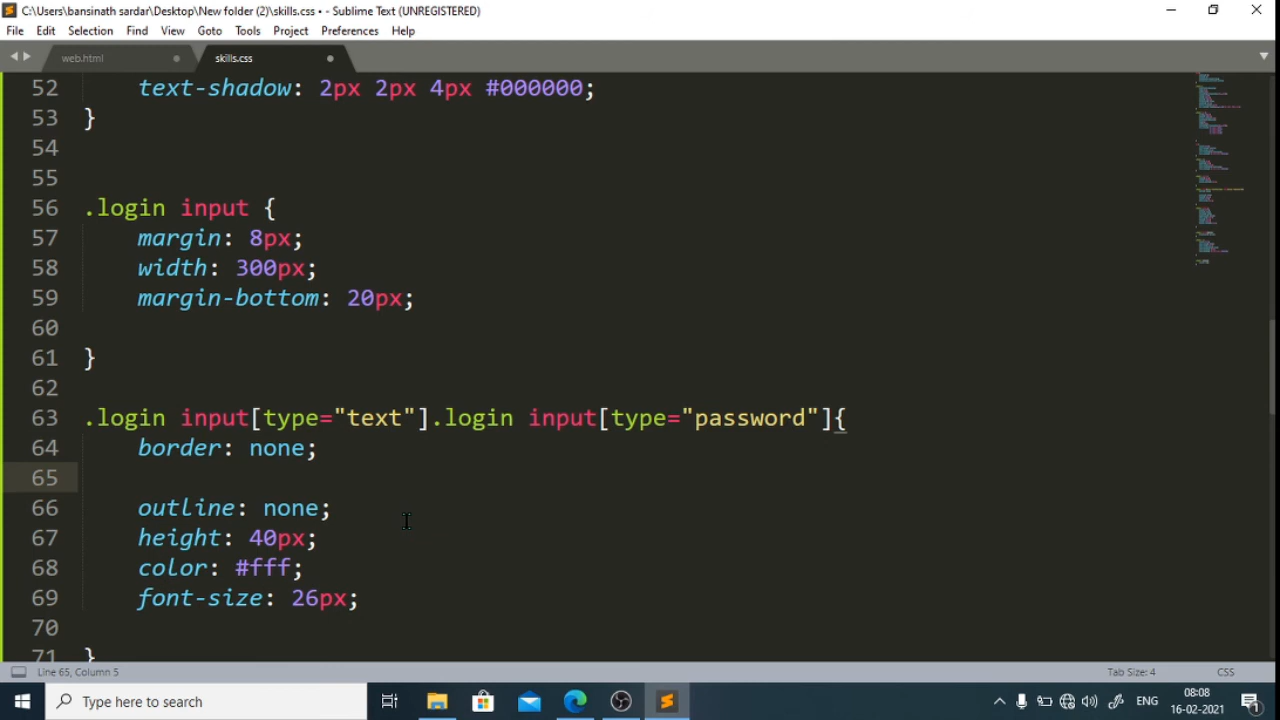 C:\Users\bansinath sardar\Desktop\New folder (2)\skills.css • - Sublime Text (UNREGISTERED)
File Edit Selection Find View Goto Tools Project Preferences Help
web.html skills.css
52 text-shadow: 2px 2px 4px #000000;
53 }
54
55
56 .login input {
57 margin: 8px;
58 width: 300px;
59 margin-bottom: 20px;
60
61 }
62
63 .login input[type="text"].login input[type="password"]{
64 border: none;
65
66 outline: none;
67 height: 40px;
68 color: #fff;
69 font-size: 26px;
70
71 }
Line 65, Column 5 Tab Size: 4 CSS
Type here to search ENG 08:08
16-02-2021 1